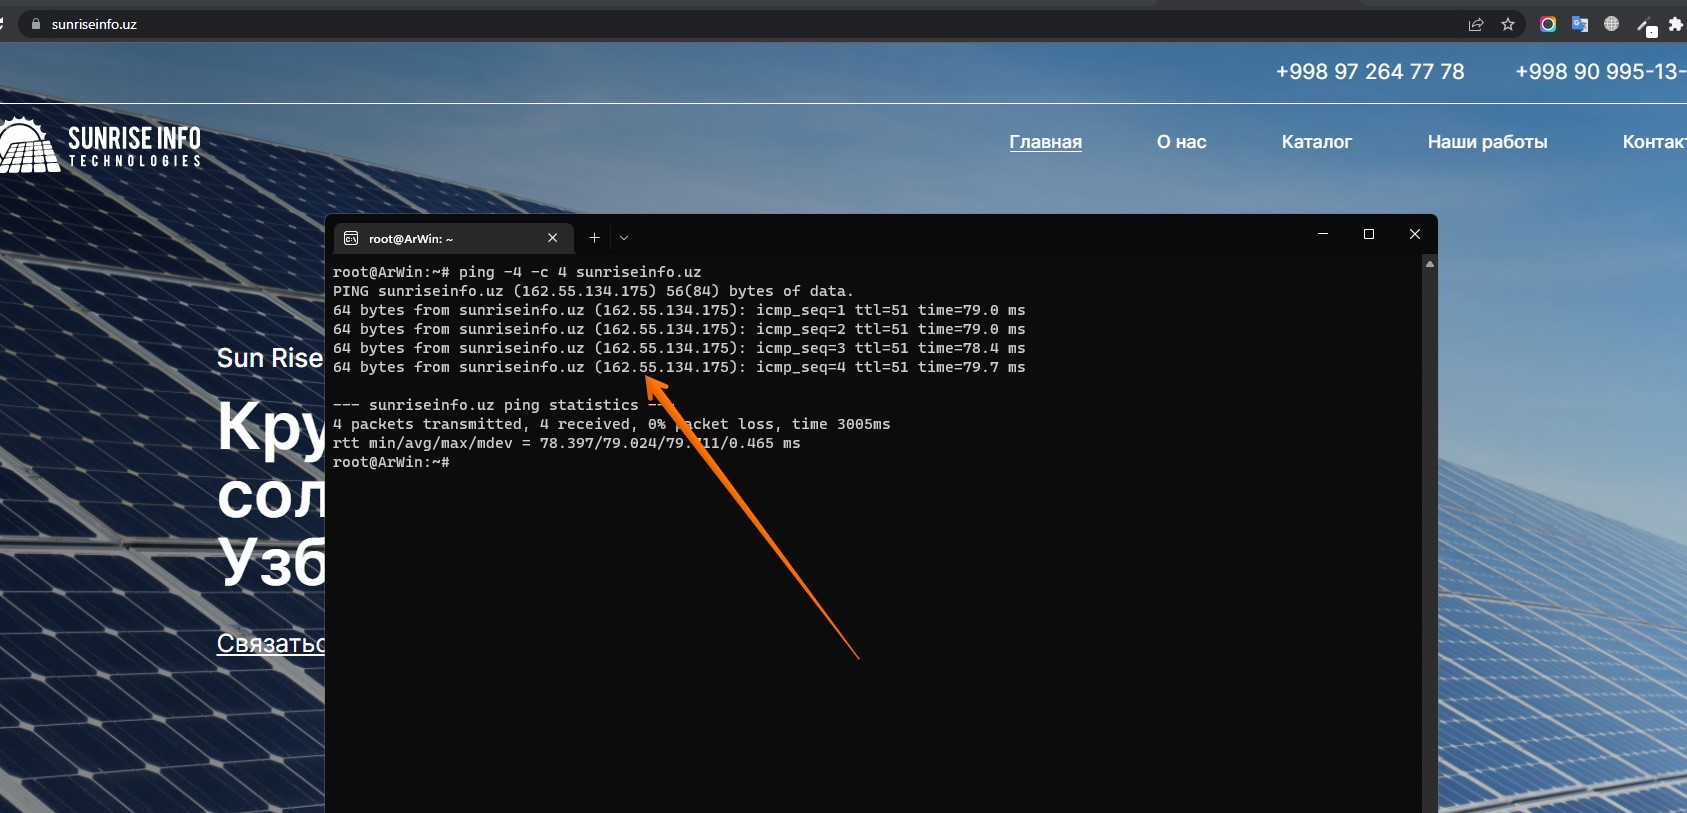 sunriseinfo.uz
+998 97 264 77 78 +998 90 995-13-
SUNRISE INFO
TECHNOLOGIES
Главная О нас Каталог Наши работы Контак
root@ArWin: ~
root@ArWin:~# ping -4 -c 4 sunriseinfo.uz
PING sunriseinfo.uz (162.55.134.175) 56(84) bytes of data.
64 bytes from sunriseinfo.uz (162.55.134.175): icmp_seq=1 ttl=51 time=79.0 ms
64 bytes from sunriseinfo.uz (162.55.134.175): icmp_seq=2 ttl=51 time=79.0 ms
64 bytes from sunriseinfo.uz (162.55.134.175): icmp_seq=3 ttl=51 time=78.4 ms
64 bytes from sunriseinfo.uz (162.55.134.175): icmp_seq=4 ttl=51 time=79.7 ms
--- sunriseinfo.uz ping statistics ---
4 packets transmitted, 4 received, 0% packet loss, time 3005ms
rtt min/avg/max/mdev = 78.397/79.024/79.711/0.465 ms
root@ArWin:~#
Sun Rise
Кру
сол
Узб
Связатьс